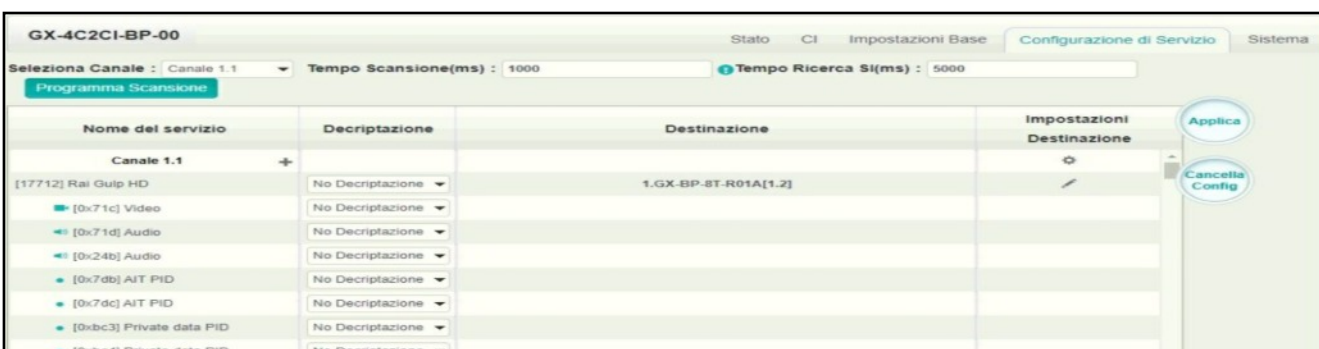 GX-4C2CI-BP-00
Stato CI Impostazioni Base Configurazione di Servizio Sistema
Seleziona Canale : Canale 1.1 Tempo Scansione(ms) : 1000 Tempo Ricerca SI(ms) : 5000
Programma Scansione
Nome del servizio Decriptazione Destinazione Impostazioni Destinazione Applica
Canale 1.1 +
Cancella Config
[17712] Rai Gulp HD No Decriptazione 1.GX-BP-8T-R01A[1.2]
[0x71c] Video No Decriptazione
[0x71d] Audio No Decriptazione
[0x24b] Audio No Decriptazione
[0x7db] AIT PID No Decriptazione
[0x7dc] AIT PID No Decriptazione
[0xbc3] Private data PID No Decriptazione